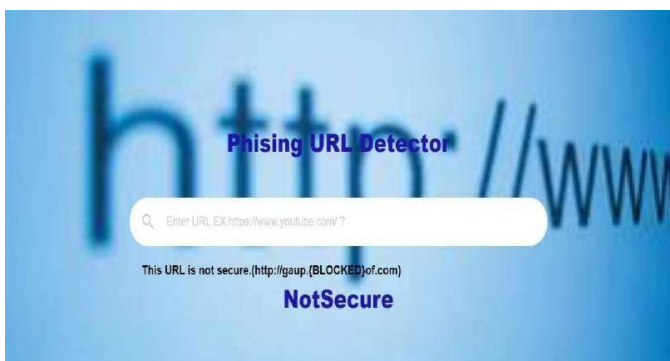 http://www
Phising URL Detector
Enter URL EX:https://www.youtube.com/ ?
This URL is not secure.(http://gaup.{BLOCKED}of.com)
NotSecure